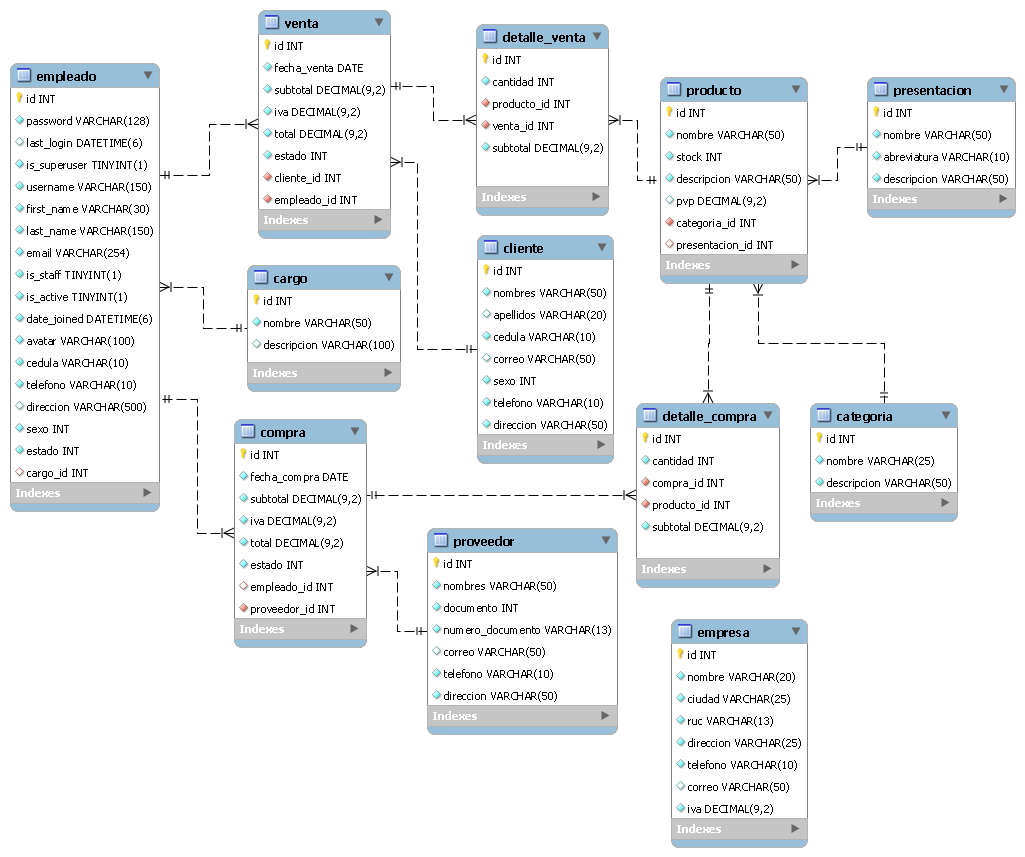 empleado
id INT
password VARCHAR(128)
last_login DATETIME(6)
is_superuser TINYINT(1)
username VARCHAR(150)
first_name VARCHAR(30)
last_name VARCHAR(150)
email VARCHAR(254)
is_staff TINYINT(1)
is_active TINYINT(1)
date_joined DATETIME(6)
avatar VARCHAR(100)
cedula VARCHAR(10)
telefono VARCHAR(10)
direccion VARCHAR(500)
sexo INT
estado INT
cargo_id INT
Indexes
venta
id INT
fecha_venta DATE
subtotal DECIMAL(9,2)
iva DECIMAL(9,2)
total DECIMAL(9,2)
estado INT
cliente_id INT
empleado_id INT
Indexes
detalle_venta
id INT
cantidad INT
producto_id INT
venta_id INT
subtotal DECIMAL(9,2)
Indexes
producto
id INT
nombre VARCHAR(50)
stock INT
descripcion VARCHAR(50)
pvp DECIMAL(9,2)
categoria_id INT
presentacion_id INT
Indexes
presentacion
id INT
nombre VARCHAR(50)
abreviatura VARCHAR(10)
descripcion VARCHAR(50)
Indexes
cargo
id INT
nombre VARCHAR(50)
descripcion VARCHAR(100)
Indexes
cliente
id INT
nombres VARCHAR(50)
apellidos VARCHAR(20)
cedula VARCHAR(10)
correo VARCHAR(50)
sexo INT
telefono VARCHAR(10)
direccion VARCHAR(50)
Indexes
compra
id INT
fecha_compra DATE
subtotal DECIMAL(9,2)
iva DECIMAL(9,2)
total DECIMAL(9,2)
estado INT
empleado_id INT
proveedor_id INT
Indexes
detalle_compra
id INT
cantidad INT
compra_id INT
producto_id INT
subtotal DECIMAL(9,2)
Indexes
categoria
id INT
nombre VARCHAR(25)
descripcion VARCHAR(50)
Indexes
proveedor
id INT
nombres VARCHAR(50)
documento INT
numero_documento VARCHAR(13)
correo VARCHAR(50)
telefono VARCHAR(10)
direccion VARCHAR(50)
Indexes
empresa
id INT
nombre VARCHAR(20)
ciudad VARCHAR(25)
ruc VARCHAR(13)
direccion VARCHAR(25)
telefono VARCHAR(10)
correo VARCHAR(50)
iva DECIMAL(9,2)
Indexes